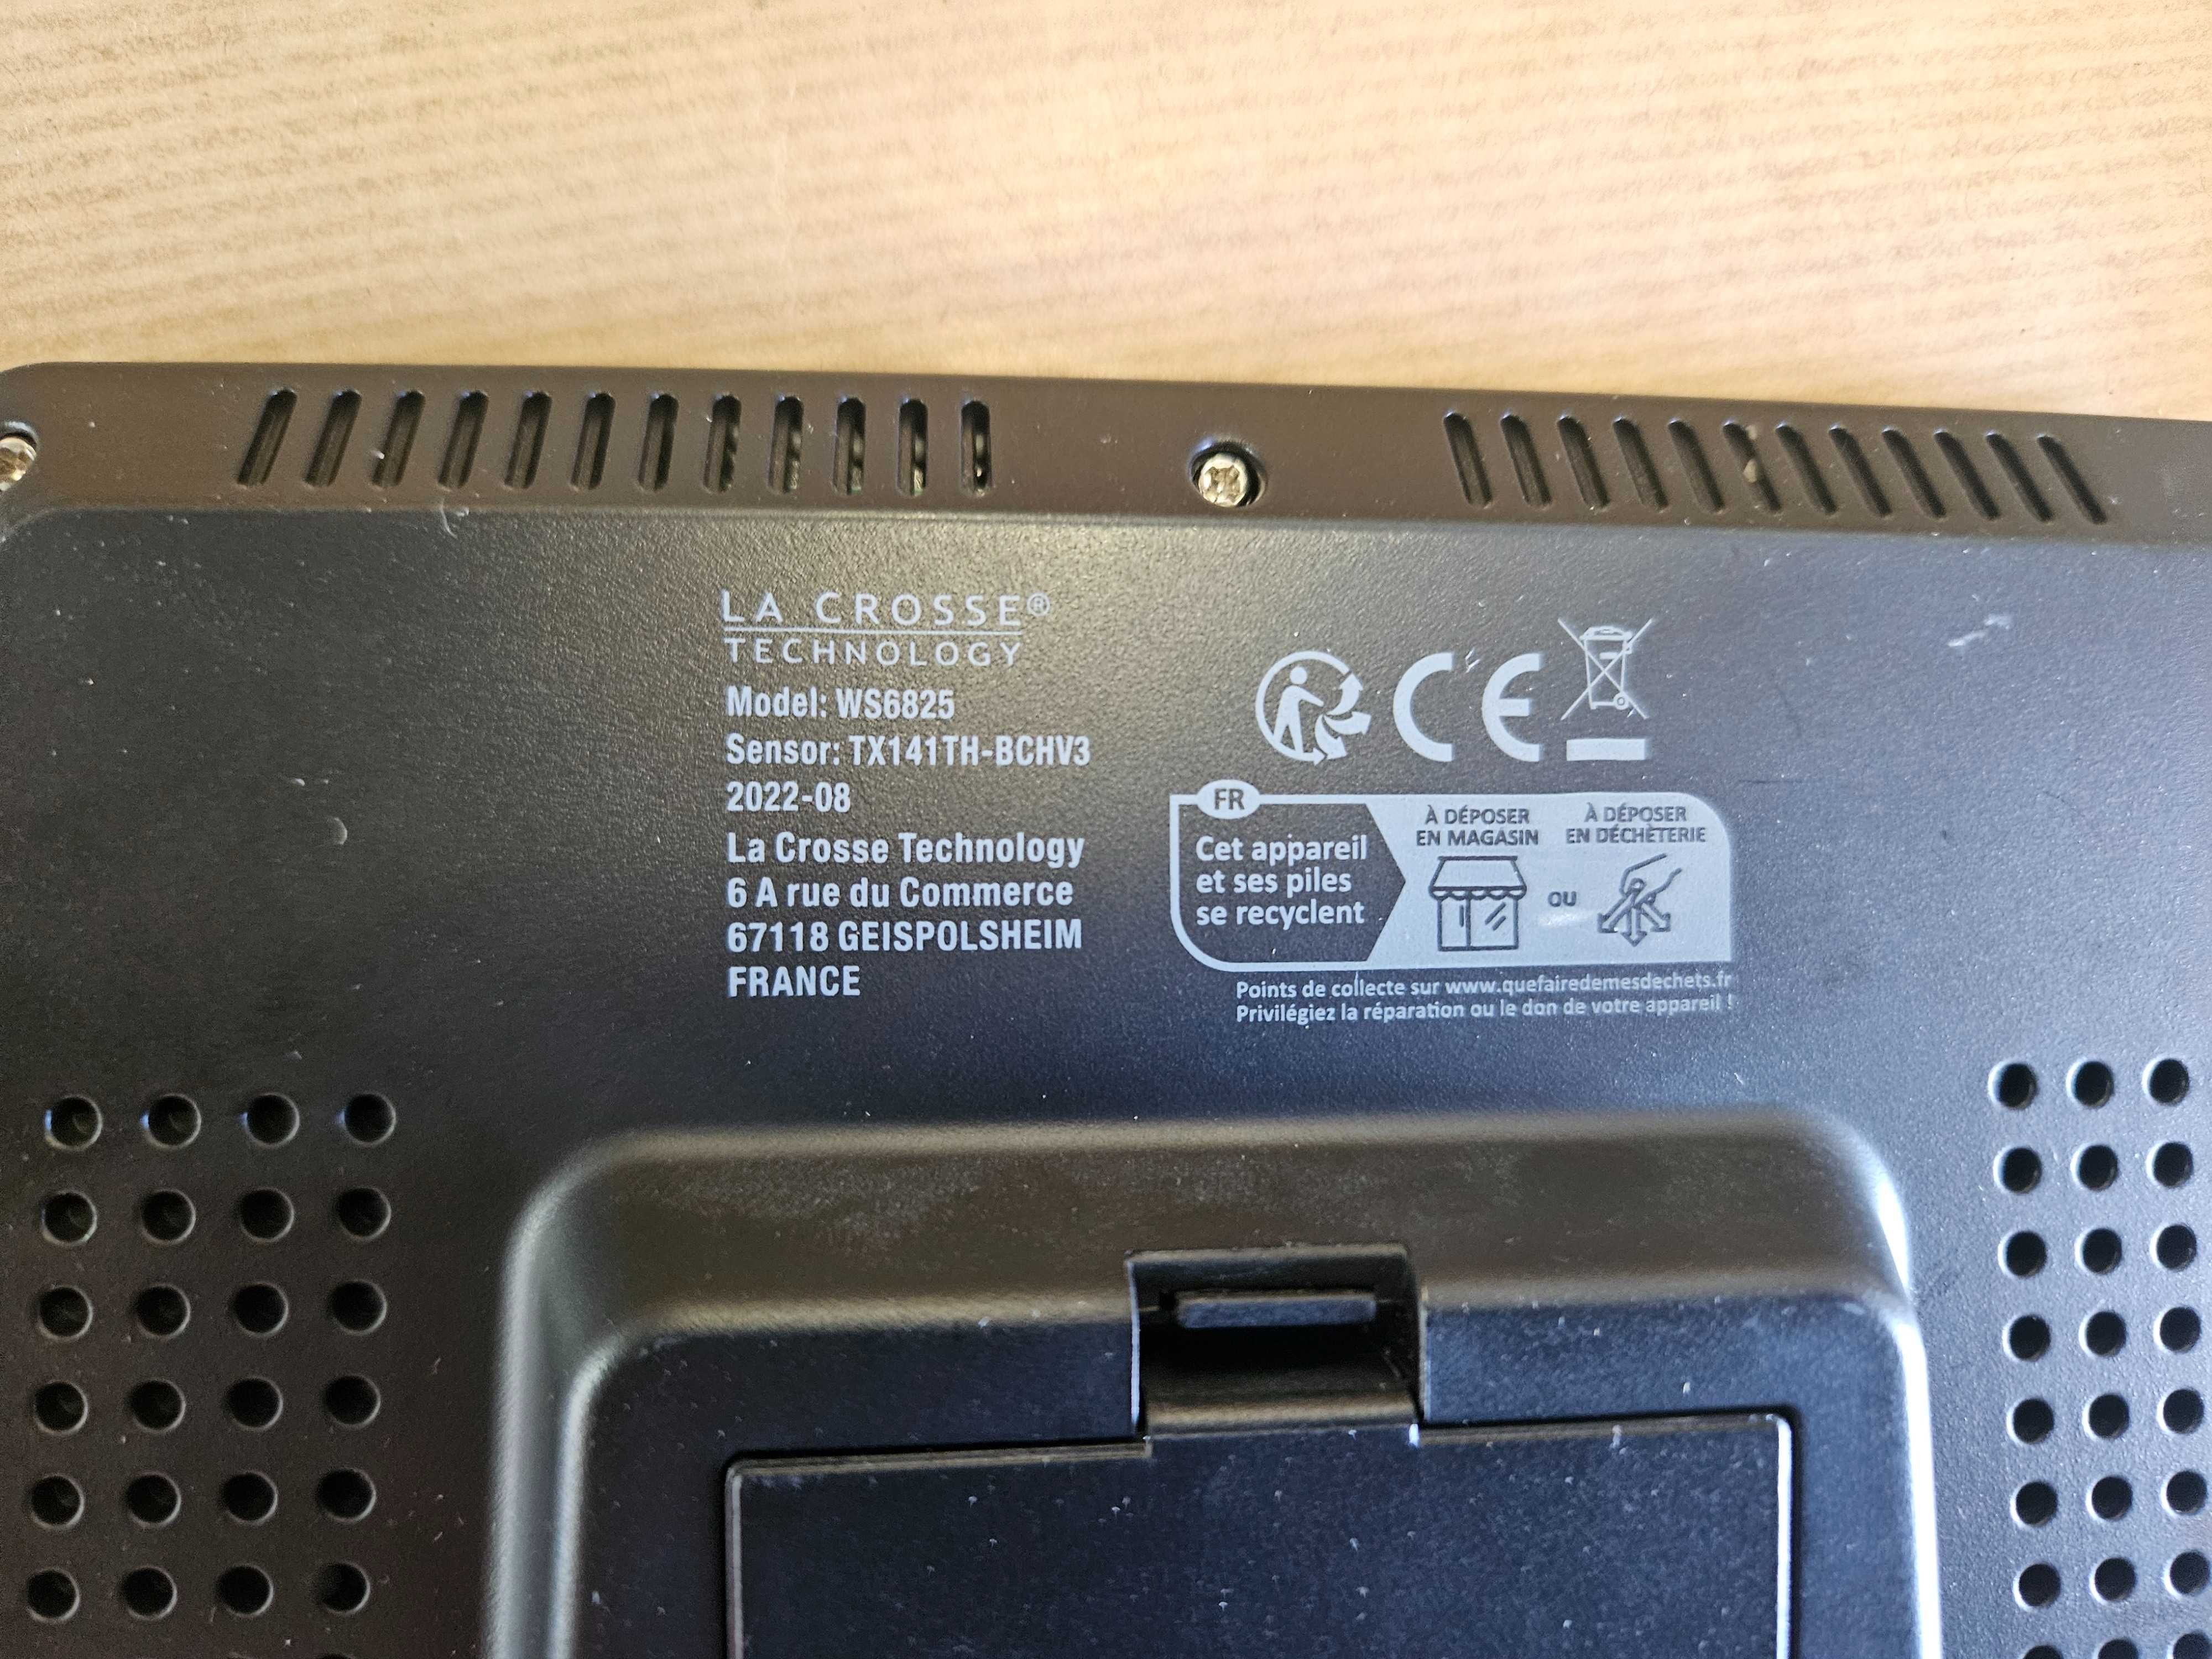 LA CROSSE®
TECHNOLOGY
Model: WS6825
Sensor: TX141TH-BCHV3
2022-08
La Crosse Technology
6 A rue du Commerce
67118 GEISPOLSHEIM
FRANCE
CE
FR
Cet appareil
et ses piles
se recyclent
À DÉPOSER
EN MAGASIN
ou
À DÉPOSER
EN DÉCHÈTERIE
Points de collecte sur www.quefairedemesdechets.fr
Privilégiez la réparation ou le don de votre appareil !